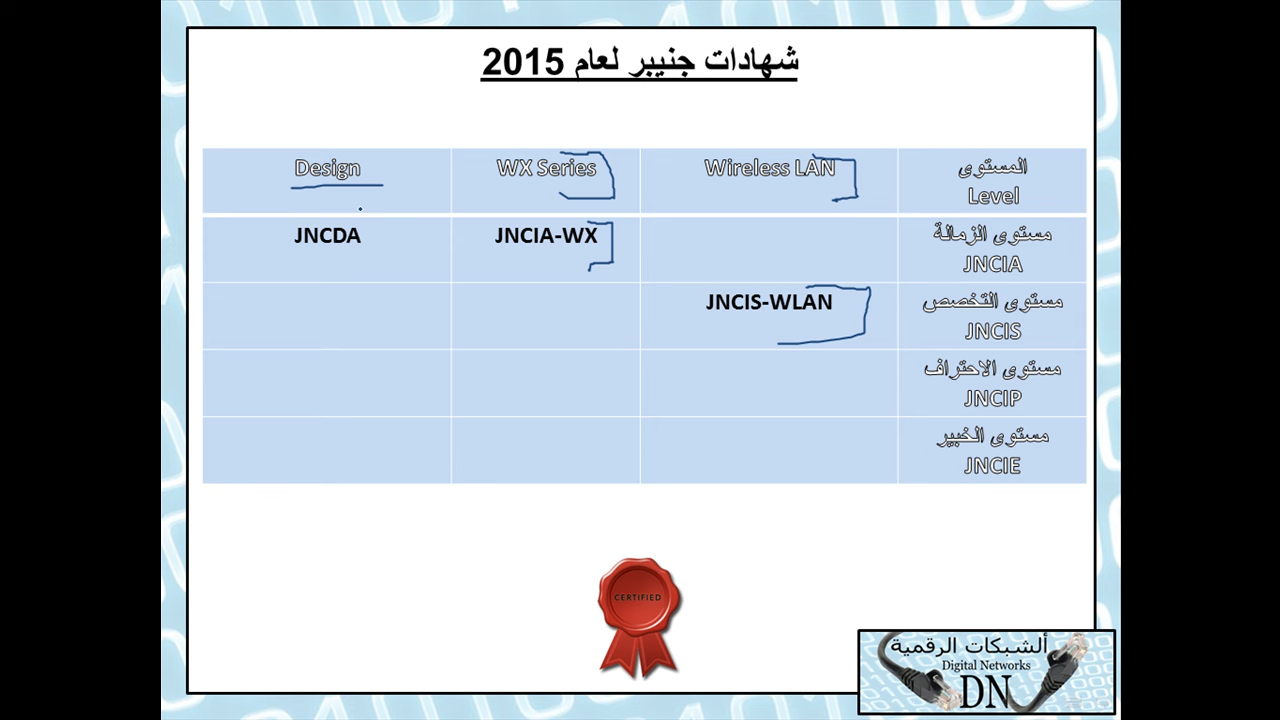 شهادات جنيبر لعام 2015
المستوى
Level
Wireless LAN
WX Series
Design
مستوى الزمالة
JNCIA
JNCIA-WX
JNCDA
مستوى التخصص
JNCIS
JNCIS-WLAN
مستوى الاحتراف
JNCIP
مستوى الخبير
JNCIE
CERTIFIED
ألشبكات الرقمية
Digital Networks
DN